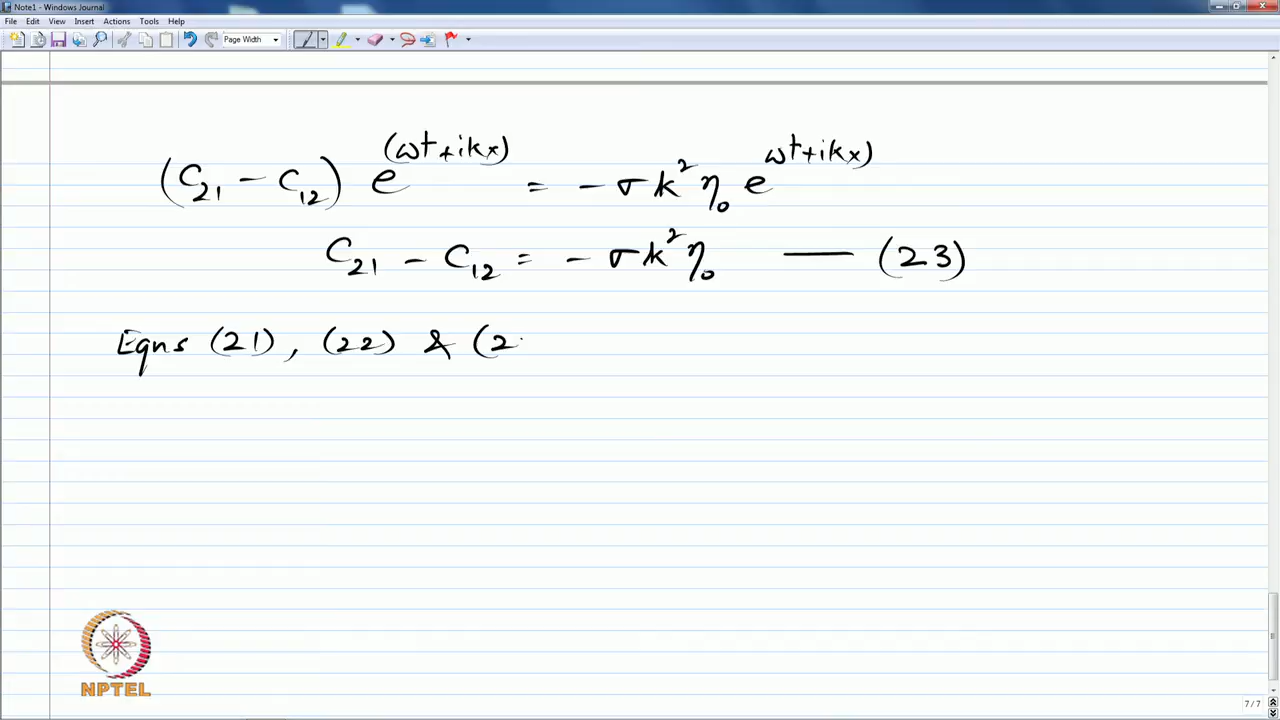 Note1 - Windows Journal
File Edit View Insert Actions Tools Help
Page Width
(C₂₁ - C₁₂) e^(ωt+ikx) = - σk²η₀ e^ωt+ikx)
C₂₁ - C₁₂ = - σk²η₀ —— (23)
Eqns (21), (22) & (2
NPTEL
7 / 7